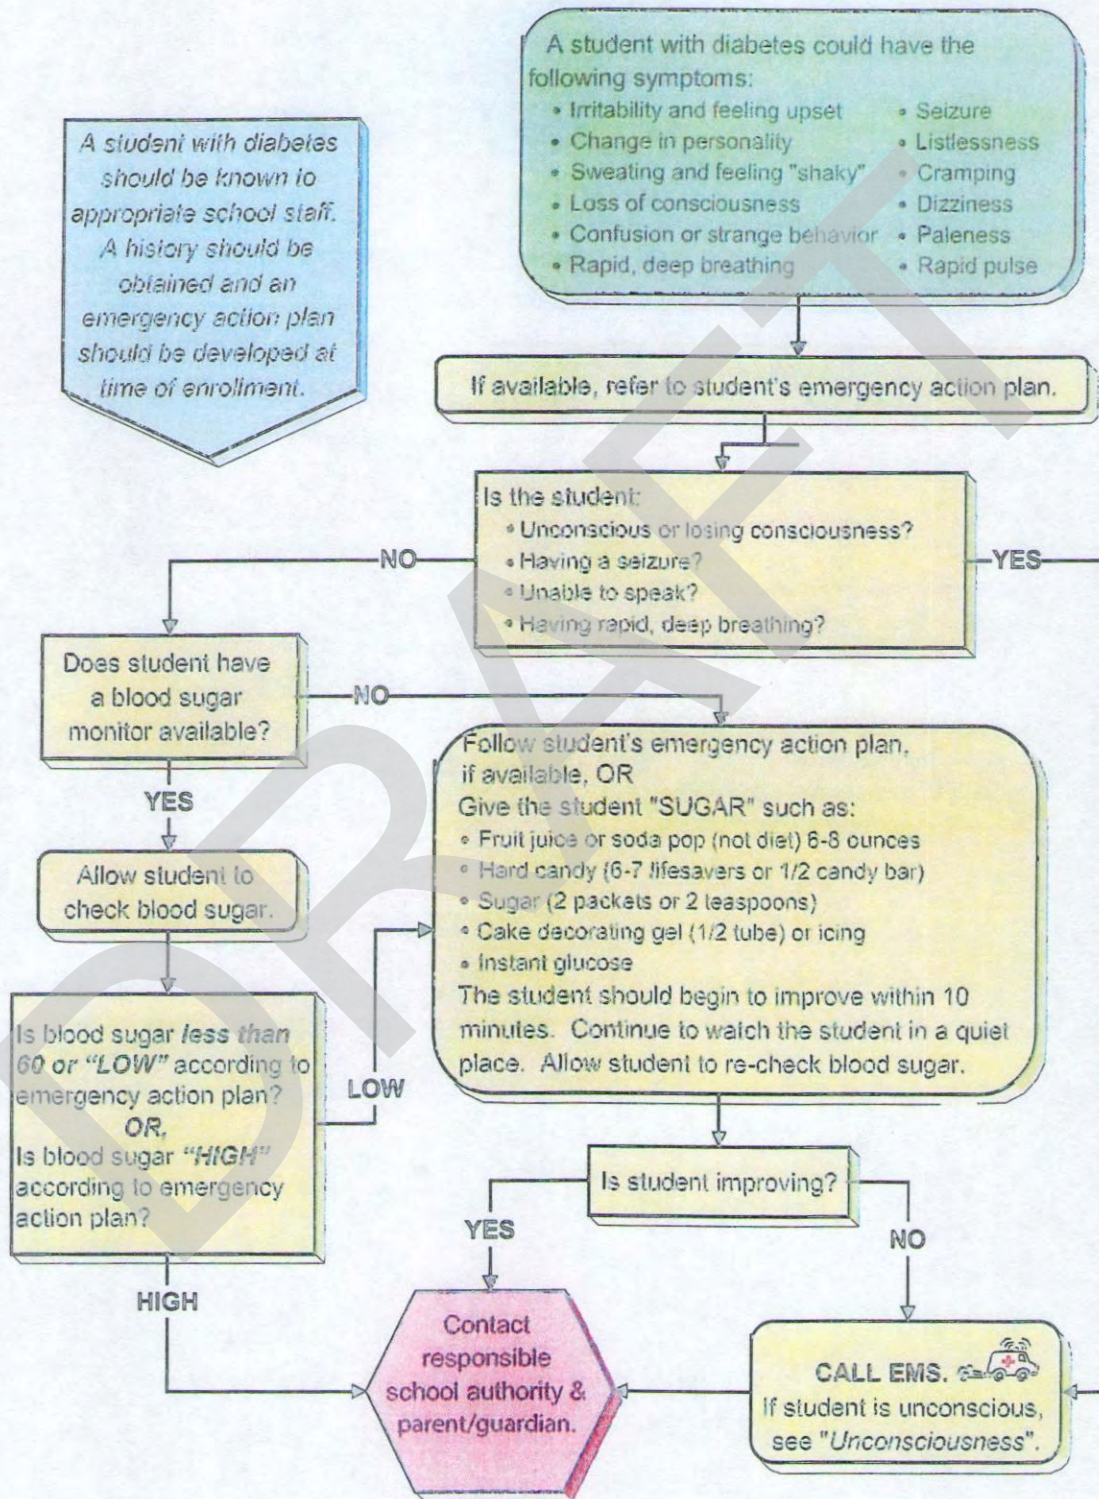 A student with diabetes could have the
following symptoms:
• Irritability and feeling upset
• Change in personality
• Sweating and feeling "shaky"
• Loss of consciousness
• Confusion or strange behavior
• Rapid, deep breathing
• Seizure
• Listlessness
• Cramping
• Dizziness
• Paleness
• Rapid pulse
A student with diabetes
should be known to
appropriate school staff.
A history should be
obtained and an
emergency action plan
should be developed at
time of enrollment.
If available, refer to student's emergency action plan.
Is the student:
• Unconscious or losing consciousness?
• Having a seizure?
• Unable to speak?
• Having rapid, deep breathing?
NO
YES
Does student have
a blood sugar
monitor available?
NO
YES
Allow student to
check blood sugar.
Is blood sugar less than
60 or "LOW" according to
emergency action plan?
OR,
Is blood sugar "HIGH"
according to emergency
action plan?
LOW
HIGH
Follow student's emergency action plan,
if available, OR
Give the student "SUGAR" such as:
• Fruit juice or soda pop (not diet) 6-8 ounces
• Hard candy (6-7 lifesavers or 1/2 candy bar)
• Sugar (2 packets or 2 teaspoons)
• Cake decorating gel (1/2 tube) or icing
• Instant glucose
The student should begin to improve within 10
minutes. Continue to watch the student in a quiet
place. Allow student to re-check blood sugar.
Is student improving?
YES
NO
Contact
responsible
school authority &
parent/guardian.
CALL EMS.
If student is unconscious,
see "Unconsciousness".
DRAFT